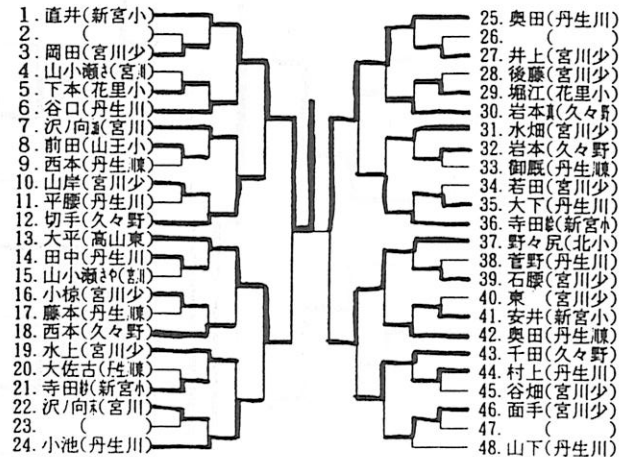 1. 直井(新宮小)
2. (　　)
3. 岡田(宮川少)
4. 山小瀬き(宮川)
5. 下本(花里小)
6. 谷口(丹生川)
7. 沢ノ向(宮川)
8. 前田(山王小)
9. 西本(丹生川順)
10. 山岸(宮川少)
11. 平腰(丹生川)
12. 切手(久々野)
13. 大平(高山東)
14. 田中(丹生川)
15. 山小瀬
16. 小椋(宮川少)
17. 藤本(丹生川順)
18. 西本(久々野)
19. 水上(宮川少)
20. 大佐古(丹生川順)
21. 寺田(新宮小)
22. 沢ノ向(宮川)
23. (　　)
24. 小池(丹生川)
25. 奥田(丹生川)
26. (　　)
27. 井上(宮川少)
28. 後藤(宮川少)
29. 堀江(花里小)
30. 岩本(久々野)
31. 水畑(宮川少)
32. 岩本(久々野)
33. 御厩(丹生川順)
34. 若田(宮川少)
35. 大下(丹生川)
36. 寺田(新宮小)
37. 野々尻(北小)
38. 菅野(丹生川)
39. 石腰(宮川少)
40. 東 (宮川少)
41. 安井(新宮小)
42. 奥田(丹生川順)
43. 千田(久々野)
44. 村上(丹生川)
45. 谷畑(宮川少)
46. 面手(宮川少)
47. (　　)
48. 山下(丹生川)